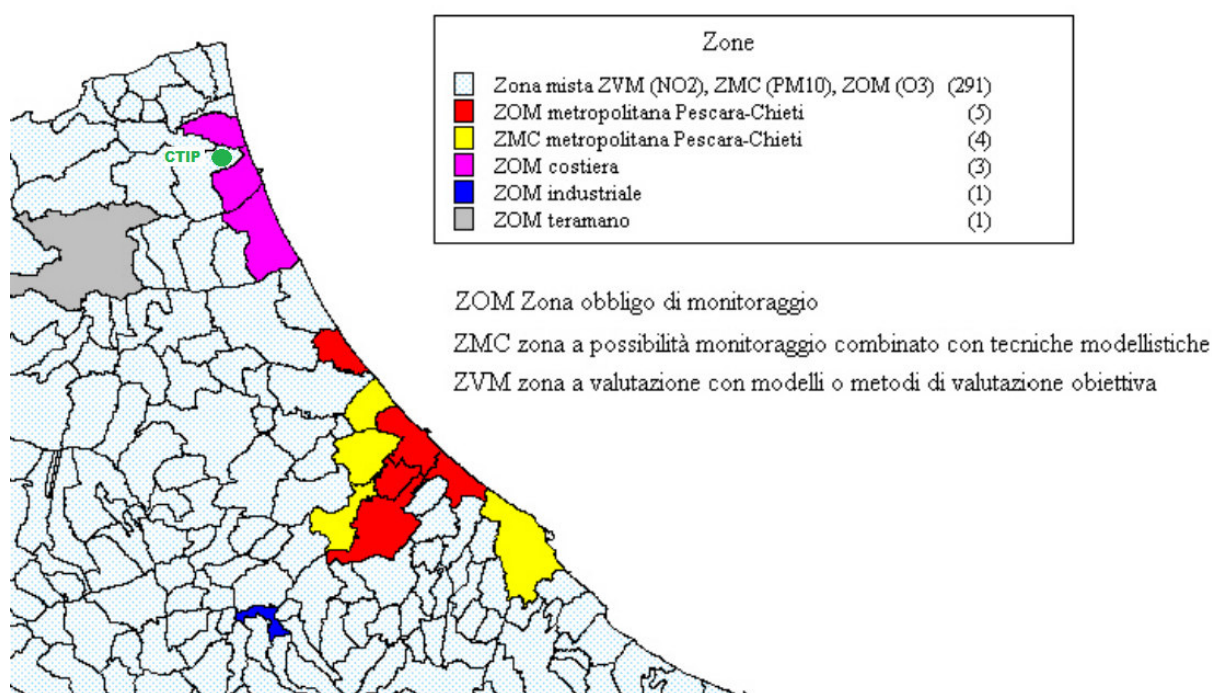 Zone
Zona mista ZVM (NO2), ZMC (PM10), ZOM (O3) (291)
ZOM metropolitana Pescara-Chieti (5)
ZMC metropolitana Pescara-Chieti (4)
ZOM costiera (3)
ZOM industriale (1)
ZOM teramano (1)
CTIP
ZOM Zona obbligo di monitoraggio
ZMC zona a possibilità monitoraggio combinato con tecniche modellistiche
ZVM zona a valutazione con modelli o metodi di valutazione obiettiva